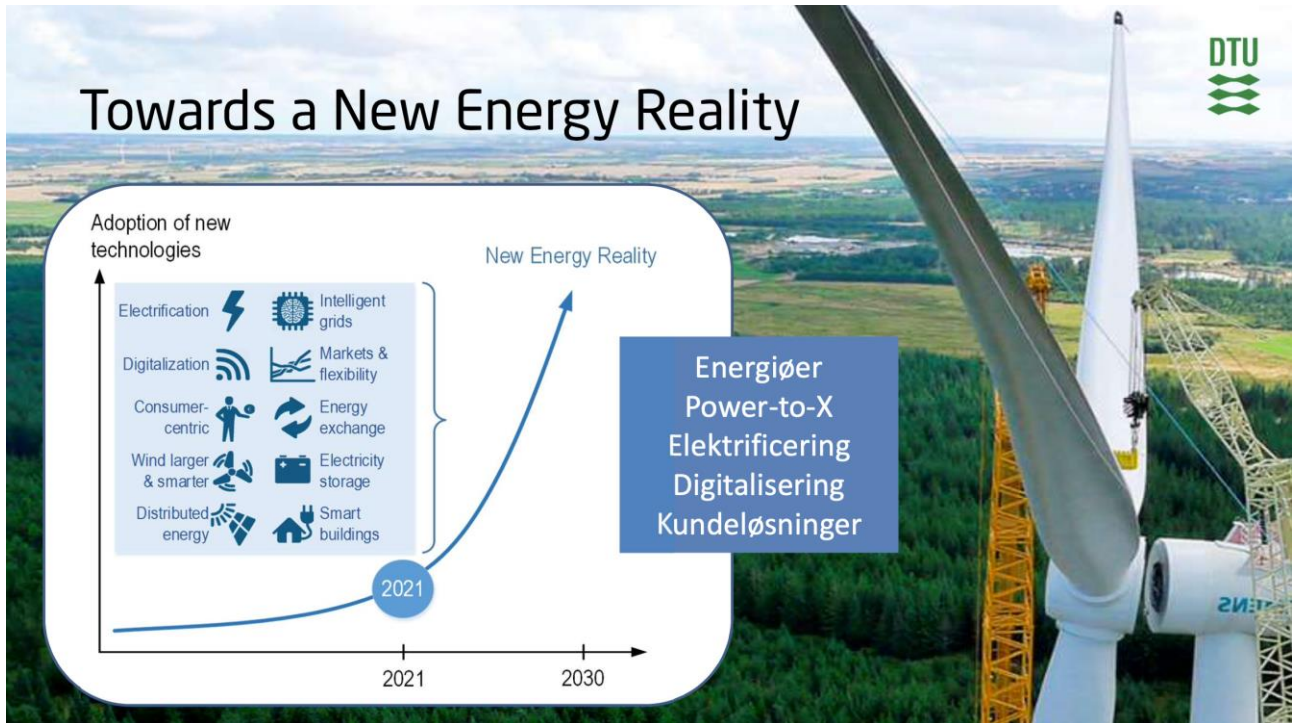 DTU
Towards a New Energy Reality
Adoption of new
technologies
New Energy Reality
Electrification
Intelligent
grids
Digitalization
Markets &
flexibility
Consumer-
centric
Energy
exchange
Wind larger
& smarter
Electricity
storage
Distributed
energy
Smart
buildings
2021
2021
2030
Energiøer
Power-to-X
Elektrificering
Digitalisering
Kundeløsninger